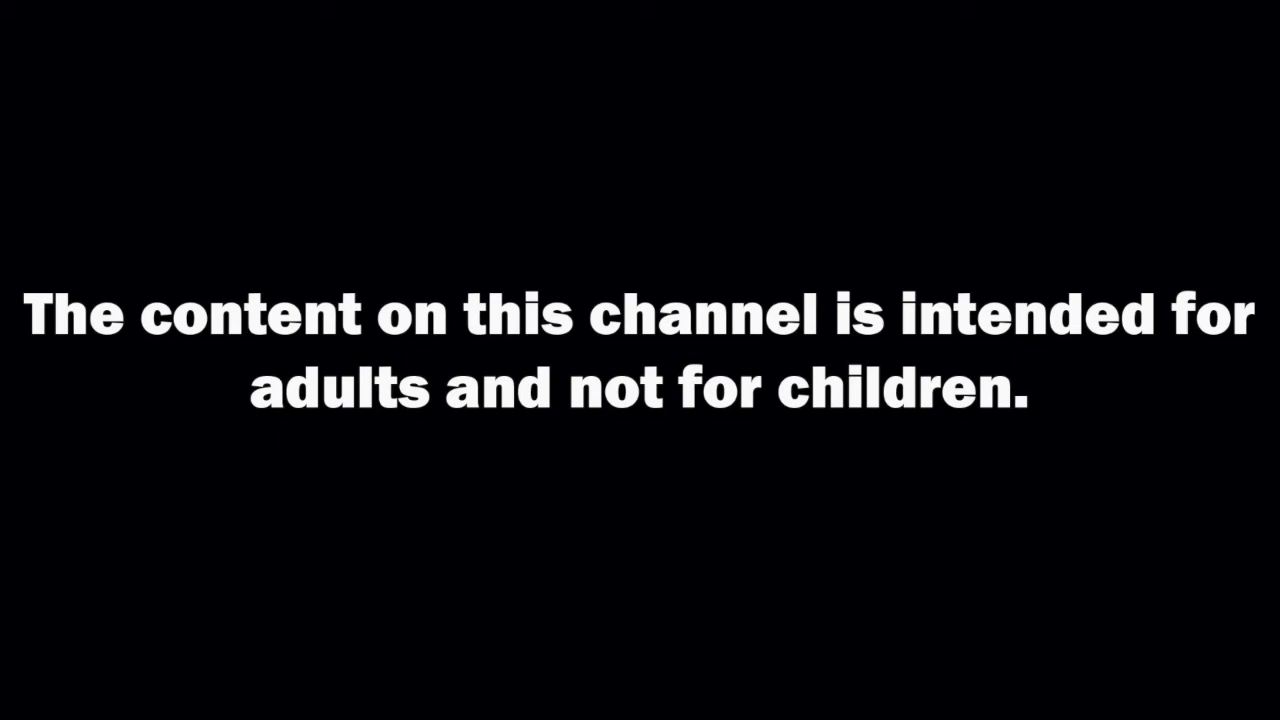 The content on this channel is intended for
adults and not for children.